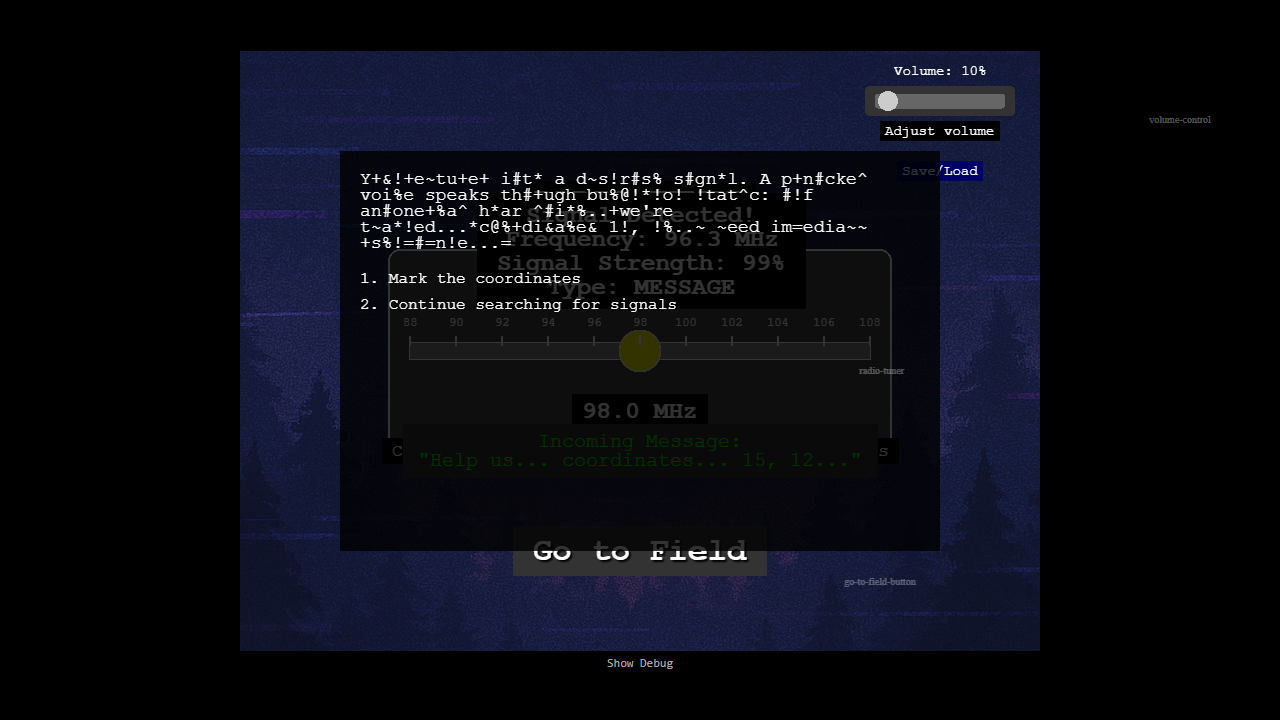 Volume: 10%
volume-control
Adjust volume
Save/Load
Y+&!+e~tu+e+ i#t* a d~s!r#s% s#gn*l. A p+n#cke^
voi%e speaks th#+ugh bu%@!*!o! !tat^c: #!f
an#one+%a^ h*ar ^#i*%..+we're
t~a*!ed...*c@%+di&a%e& 1!, !%..~ ~eed im=edia~~
+s%!=#=n!e...=
Signal Detected!
Frequency: 96.3 MHz
Signal Strength: 99%
Type: MESSAGE
1. Mark the coordinates
2. Continue searching for signals
88 90 92 94 96 98 100 102 104 106 108
radio-tuner
98.0 MHz
Incoming Message:
"Help us... coordinates... 15, 12..."
Go to Field
go-to-field-button
Show Debug